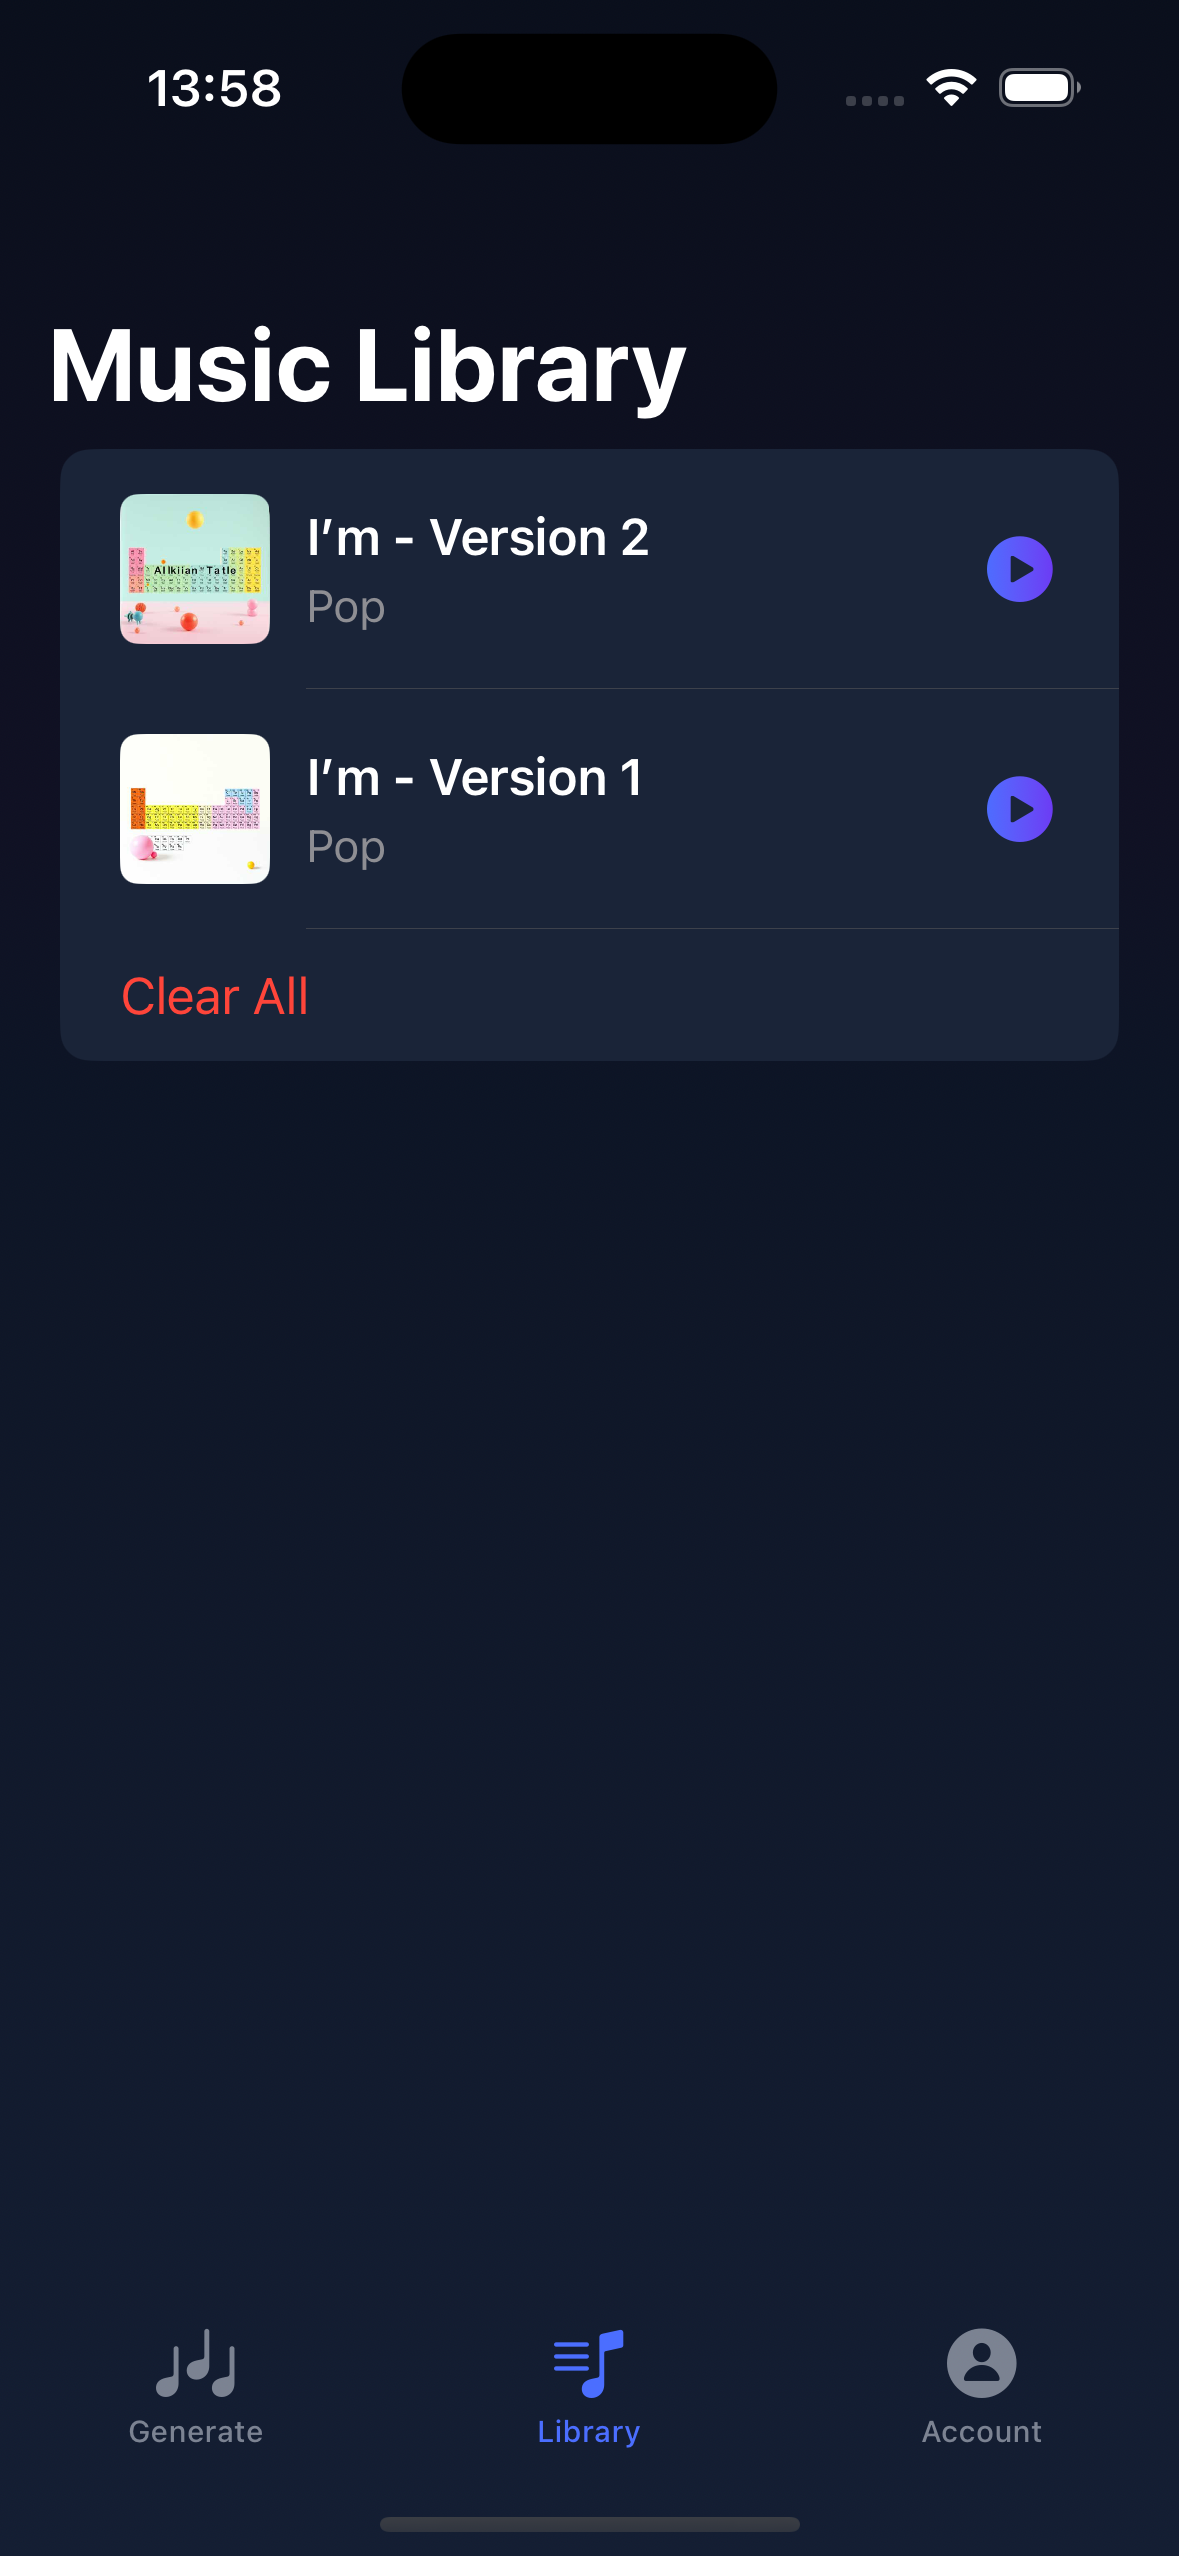 13:58
Music Library
Allkiian Tatle
I’m - Version 2
Pop
I’m - Version 1
Pop
Clear All
Generate
Library
Account